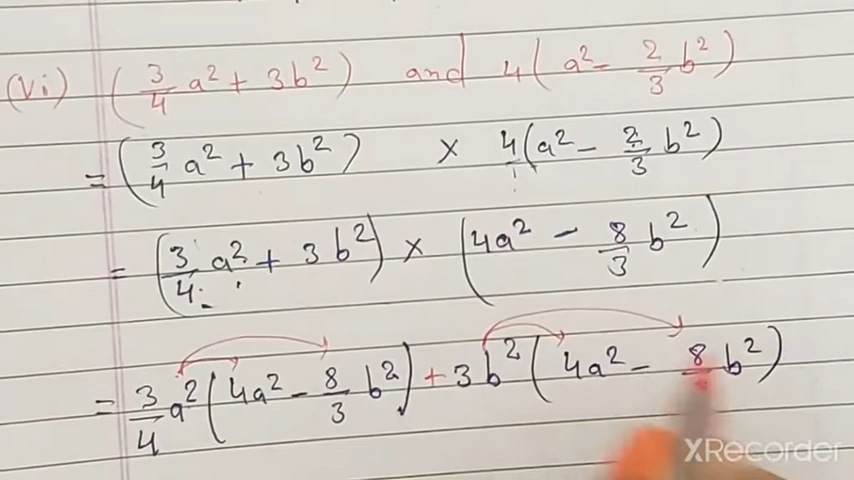 (vi) (3/4 a² + 3b²) and 4(a² - 2/3 b²)
= (3/4 a² + 3b²) × 4/1 (a² - 2/3 b²)
= (3/4 a² + 3b²) × (4a² - 8/3 b²)
= 3/4 a² (4a² - 8/3 b²) + 3b² (4a² - 8 b²)
XRecorder